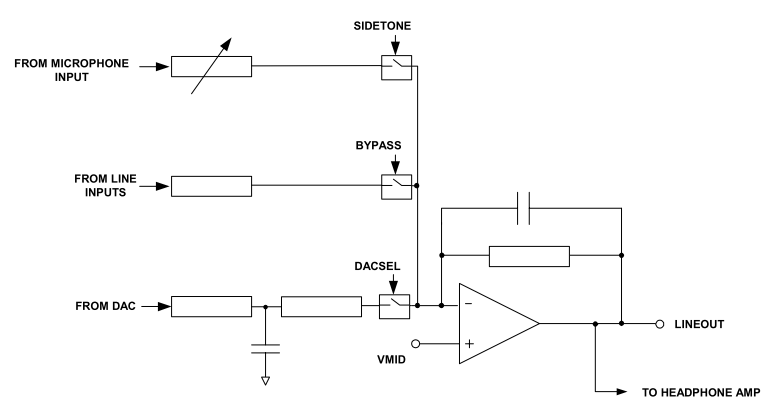 SIDETONE
FROM MICROPHONE
INPUT
BYPASS
FROM LINE
INPUTS
DACSEL
FROM DAC
−
+
VMID
LINEOUT
TO HEADPHONE AMP